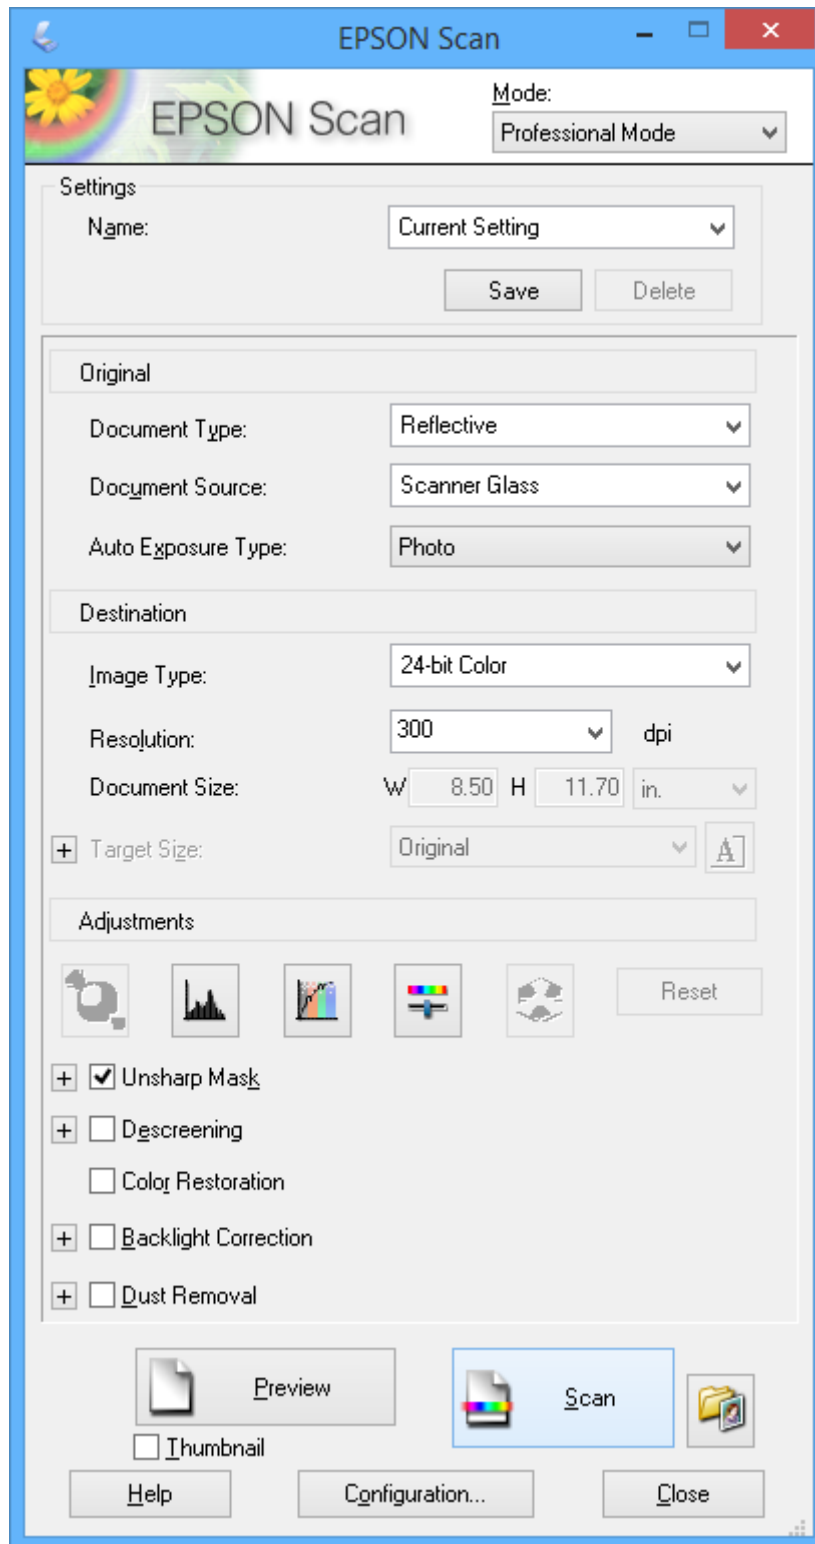 EPSON Scan
EPSON Scan
Mode:
Professional Mode
Settings
Name: Current Setting
Save Delete
Original
Document Type: Reflective
Document Source: Scanner Glass
Auto Exposure Type: Photo
Destination
Image Type: 24-bit Color
Resolution: 300 dpi
Document Size: W 8.50 H 11.70 in.
Target Size: Original A
Adjustments
Reset
Unsharp Mask
Descreening
Color Restoration
Backlight Correction
Dust Removal
Preview Scan
Thumbnail
Help Configuration... Close